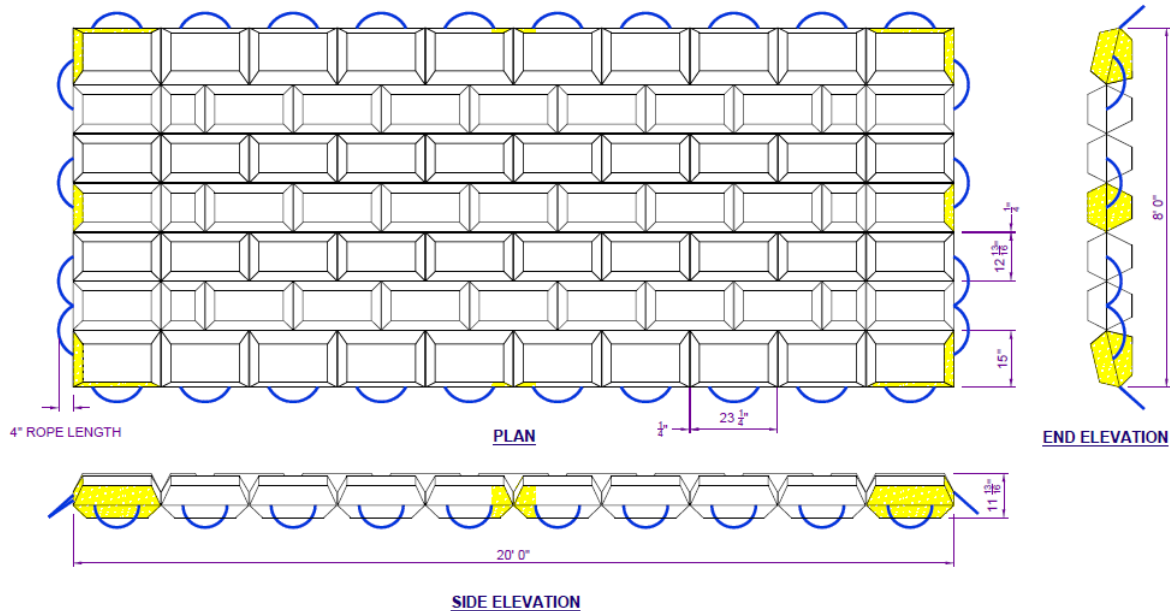 1/4"
12 13/16"
15"
8' 0"
4" ROPE LENGTH
PLAN
1/4"
23 1/4"
END ELEVATION
11 13/16"
20' 0"
SIDE ELEVATION